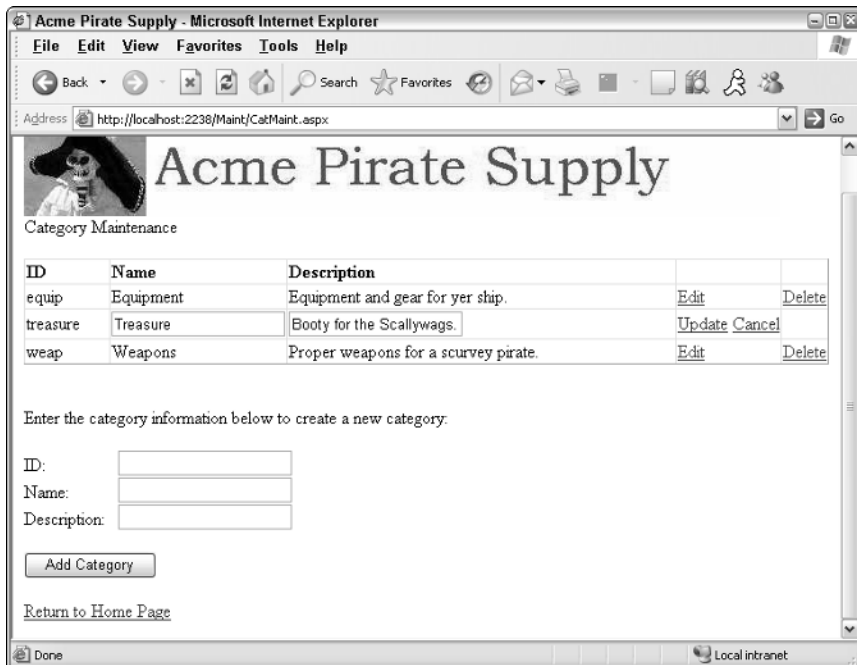 Acme Pirate Supply - Microsoft Internet Explorer
File Edit View Favorites Tools Help
Back Search Favorites
Address http://localhost:2238/Maint/CatMaint.aspx Go
Acme Pirate Supply
Category Maintenance
ID Name Description
equip Equipment Equipment and gear for yer ship. Edit Delete
treasure Treasure Booty for the Scallywags. Update Cancel
weap Weapons Proper weapons for a scurvey pirate. Edit Delete
Enter the category information below to create a new category:
ID:
Name:
Description:
Add Category
Return to Home Page
Done Local intranet